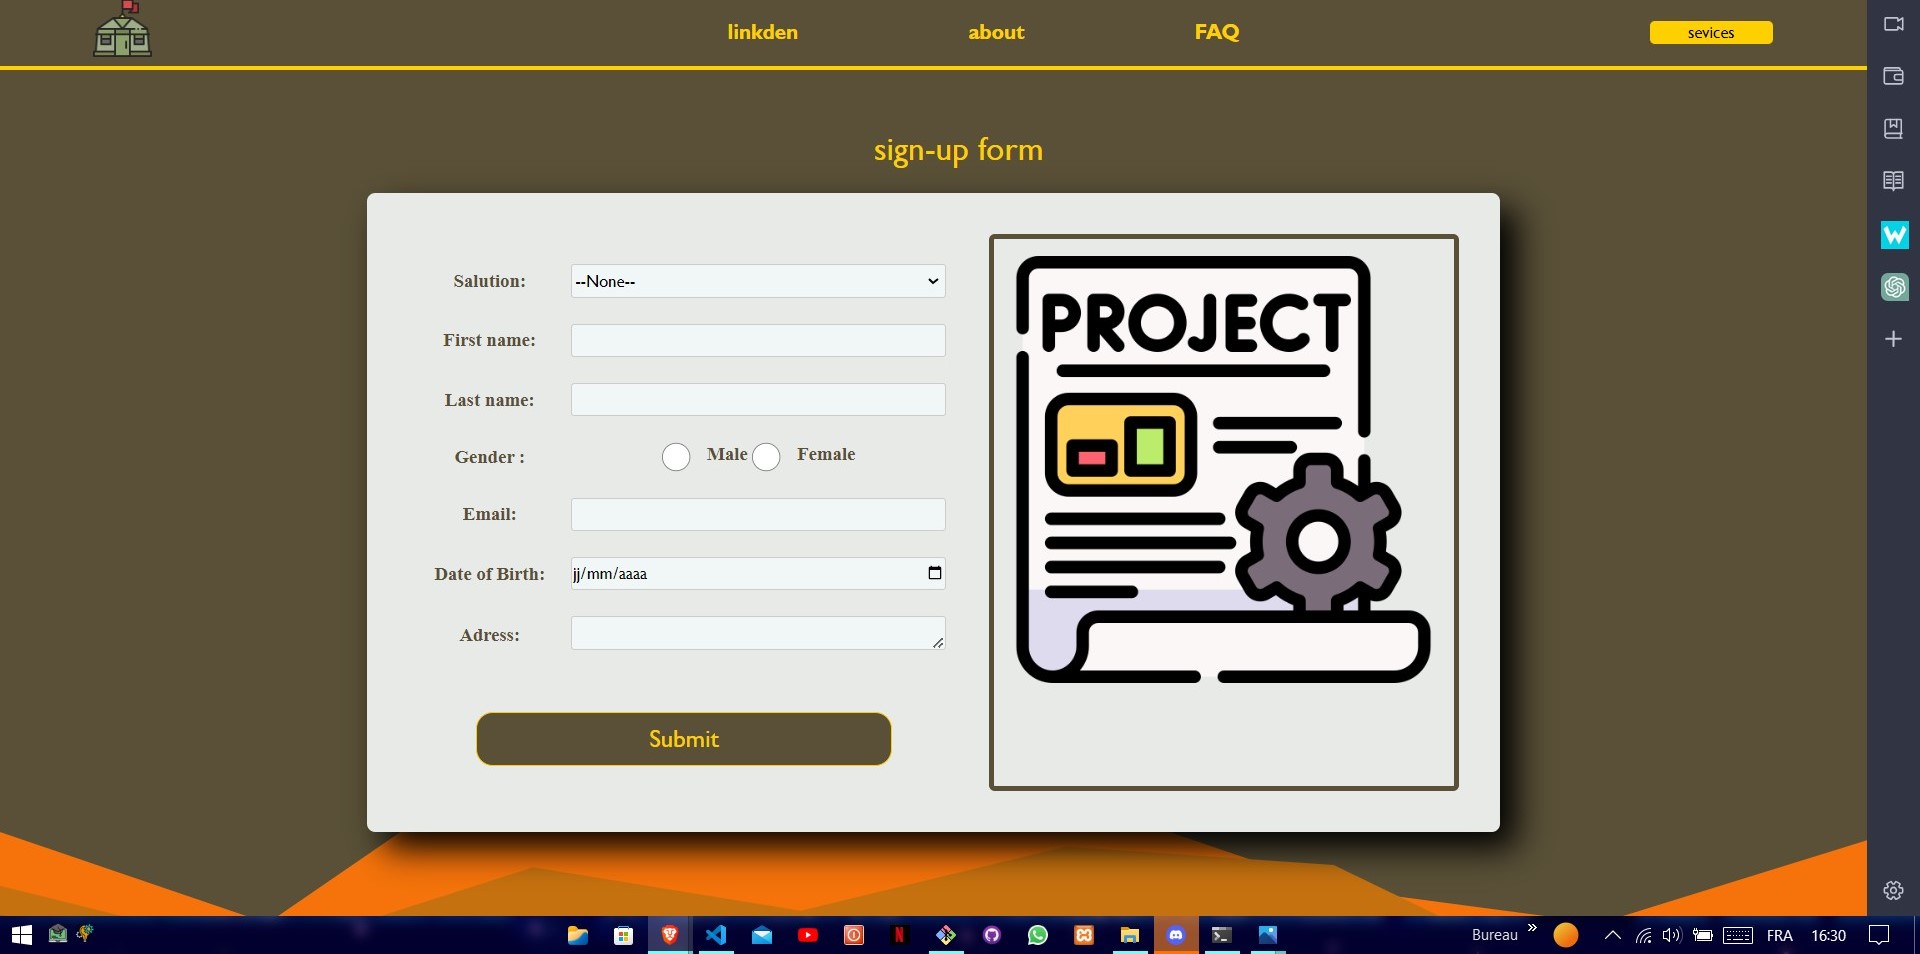 linkden about FAQ sevices
sign-up form
Salution: --None--
First name:
Last name:
Gender : Male Female
Email:
Date of Birth: jj/mm/aaaa
Adress:
Submit
PROJECT
Bureau » FRA 16:30